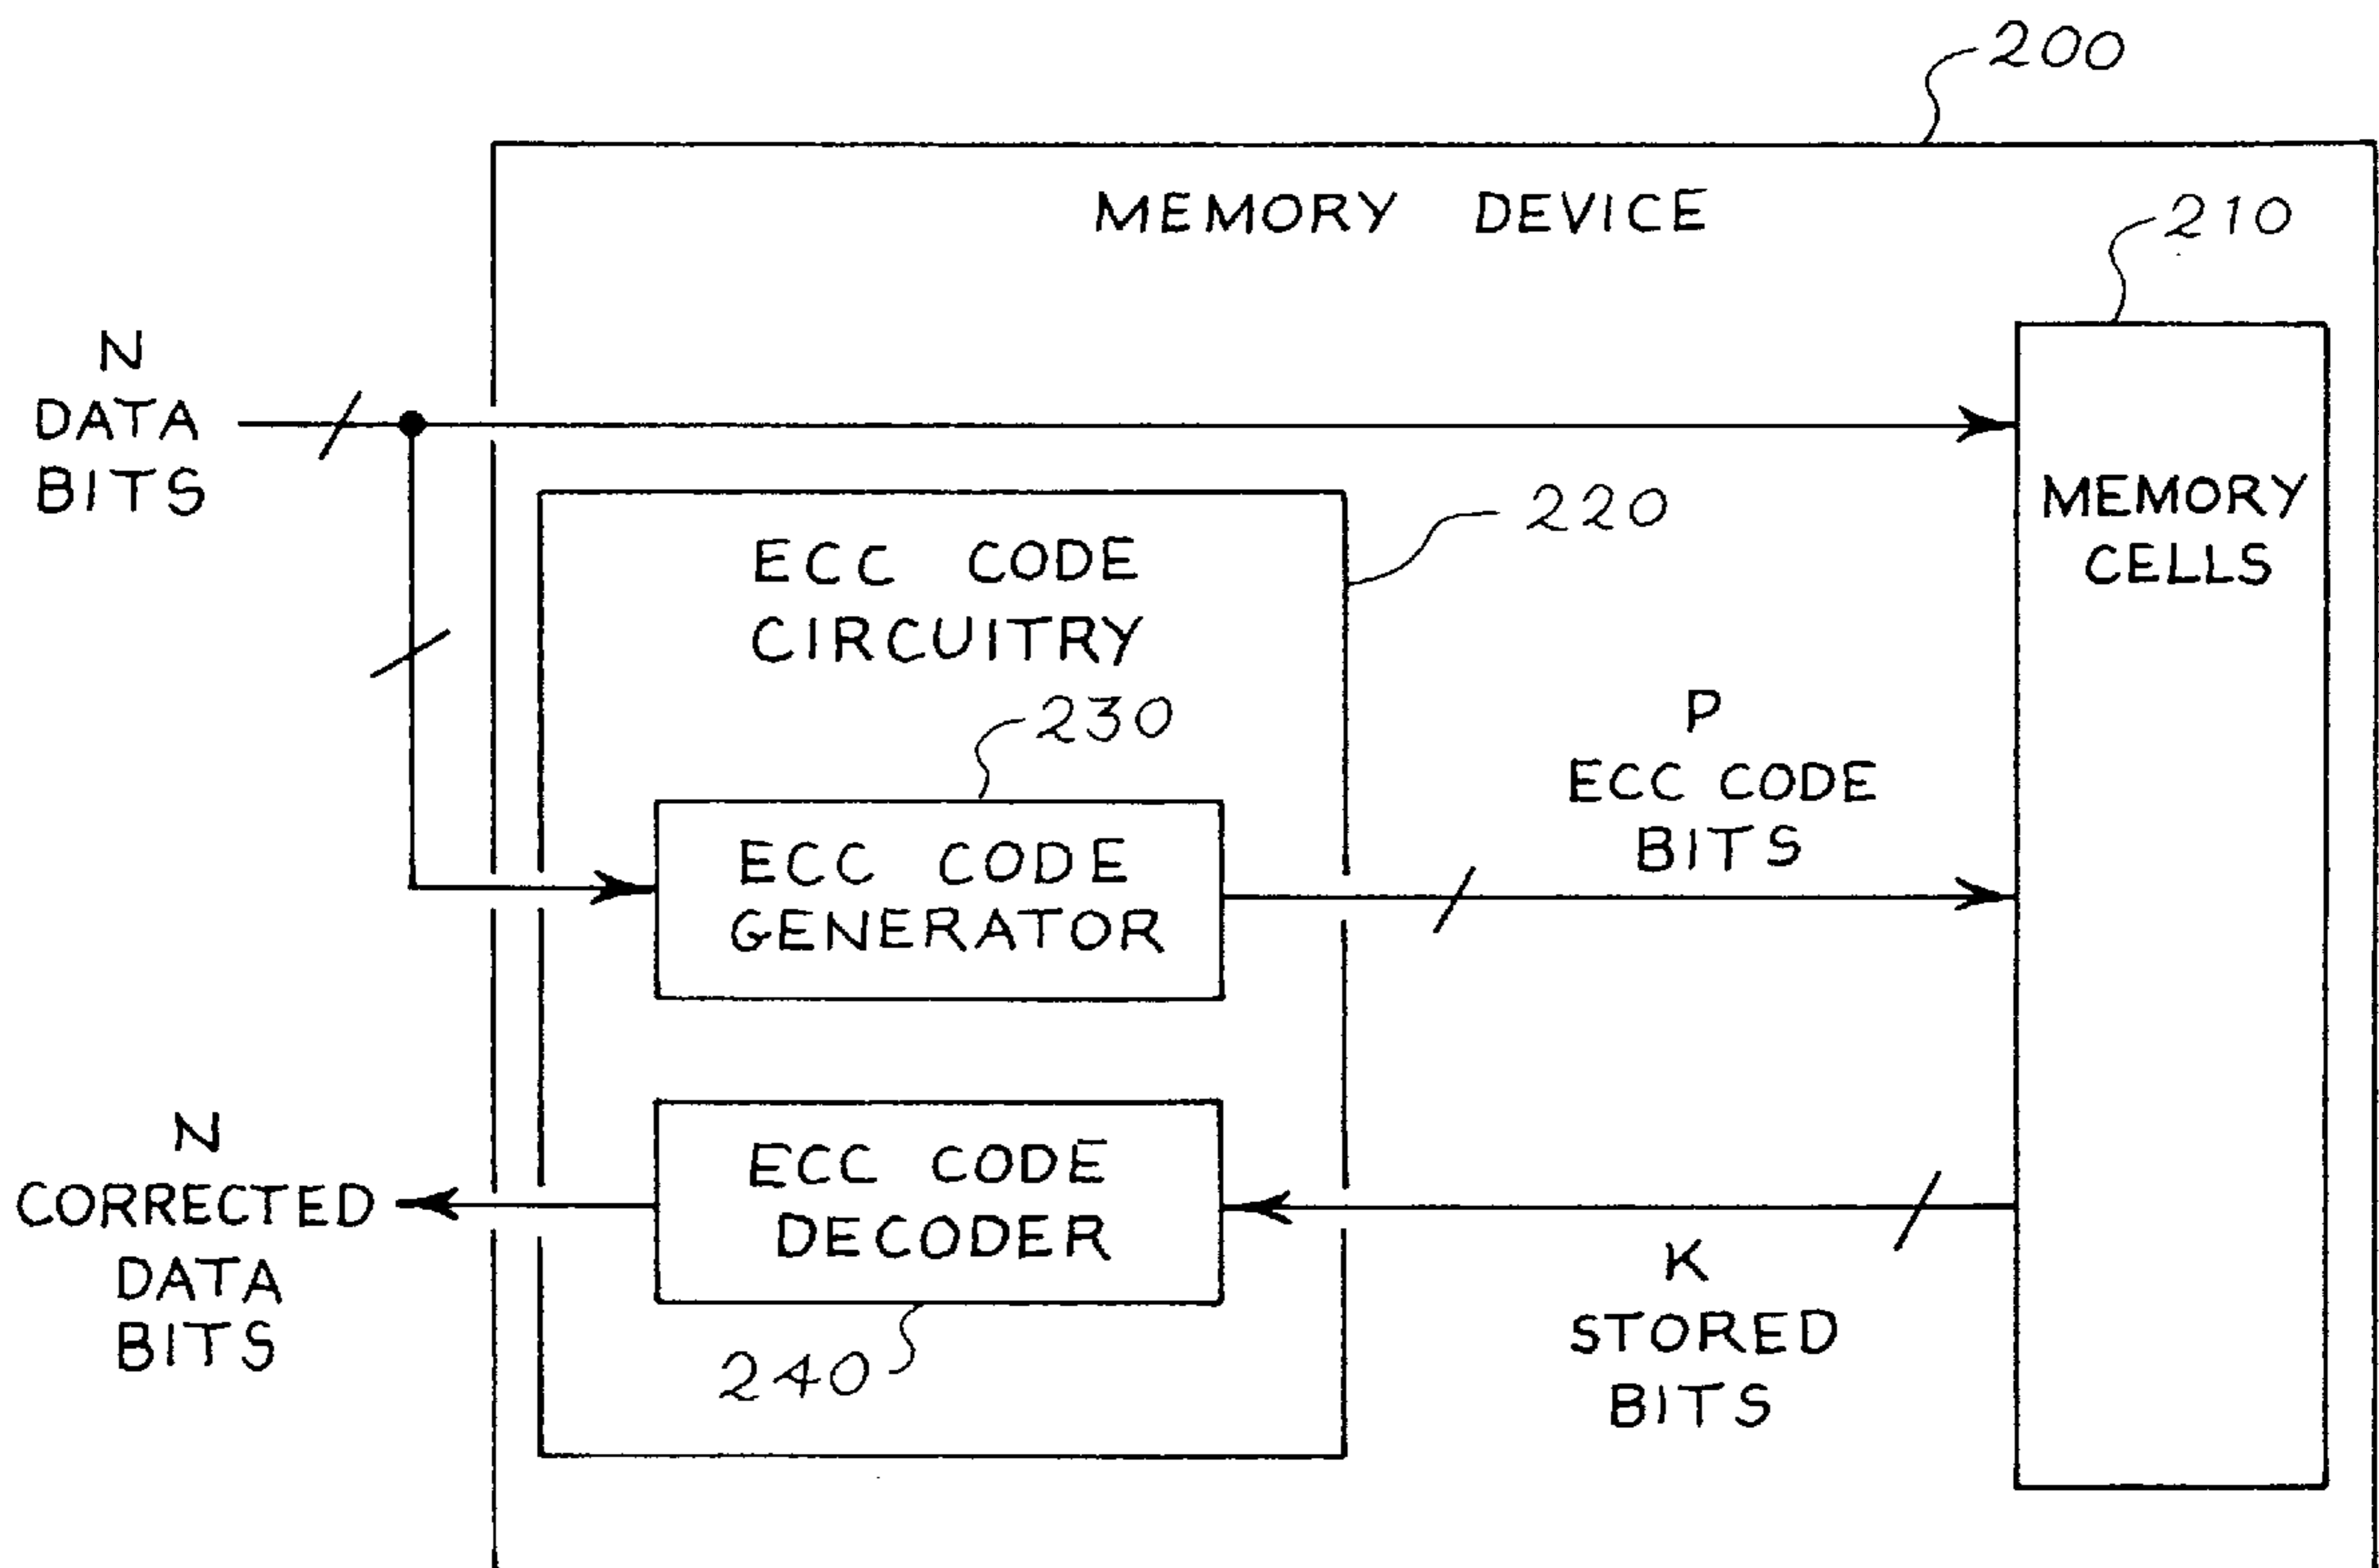 200
MEMORY DEVICE
210
N
DATA
BITS
MEMORY
CELLS
220
ECC CODE
CIRCUITRY
230
P
ECC CODE
BITS
ECC CODE
GENERATOR
N
CORRECTED
DATA
BITS
ECC CODE
DECODER
240
K
STORED
BITS